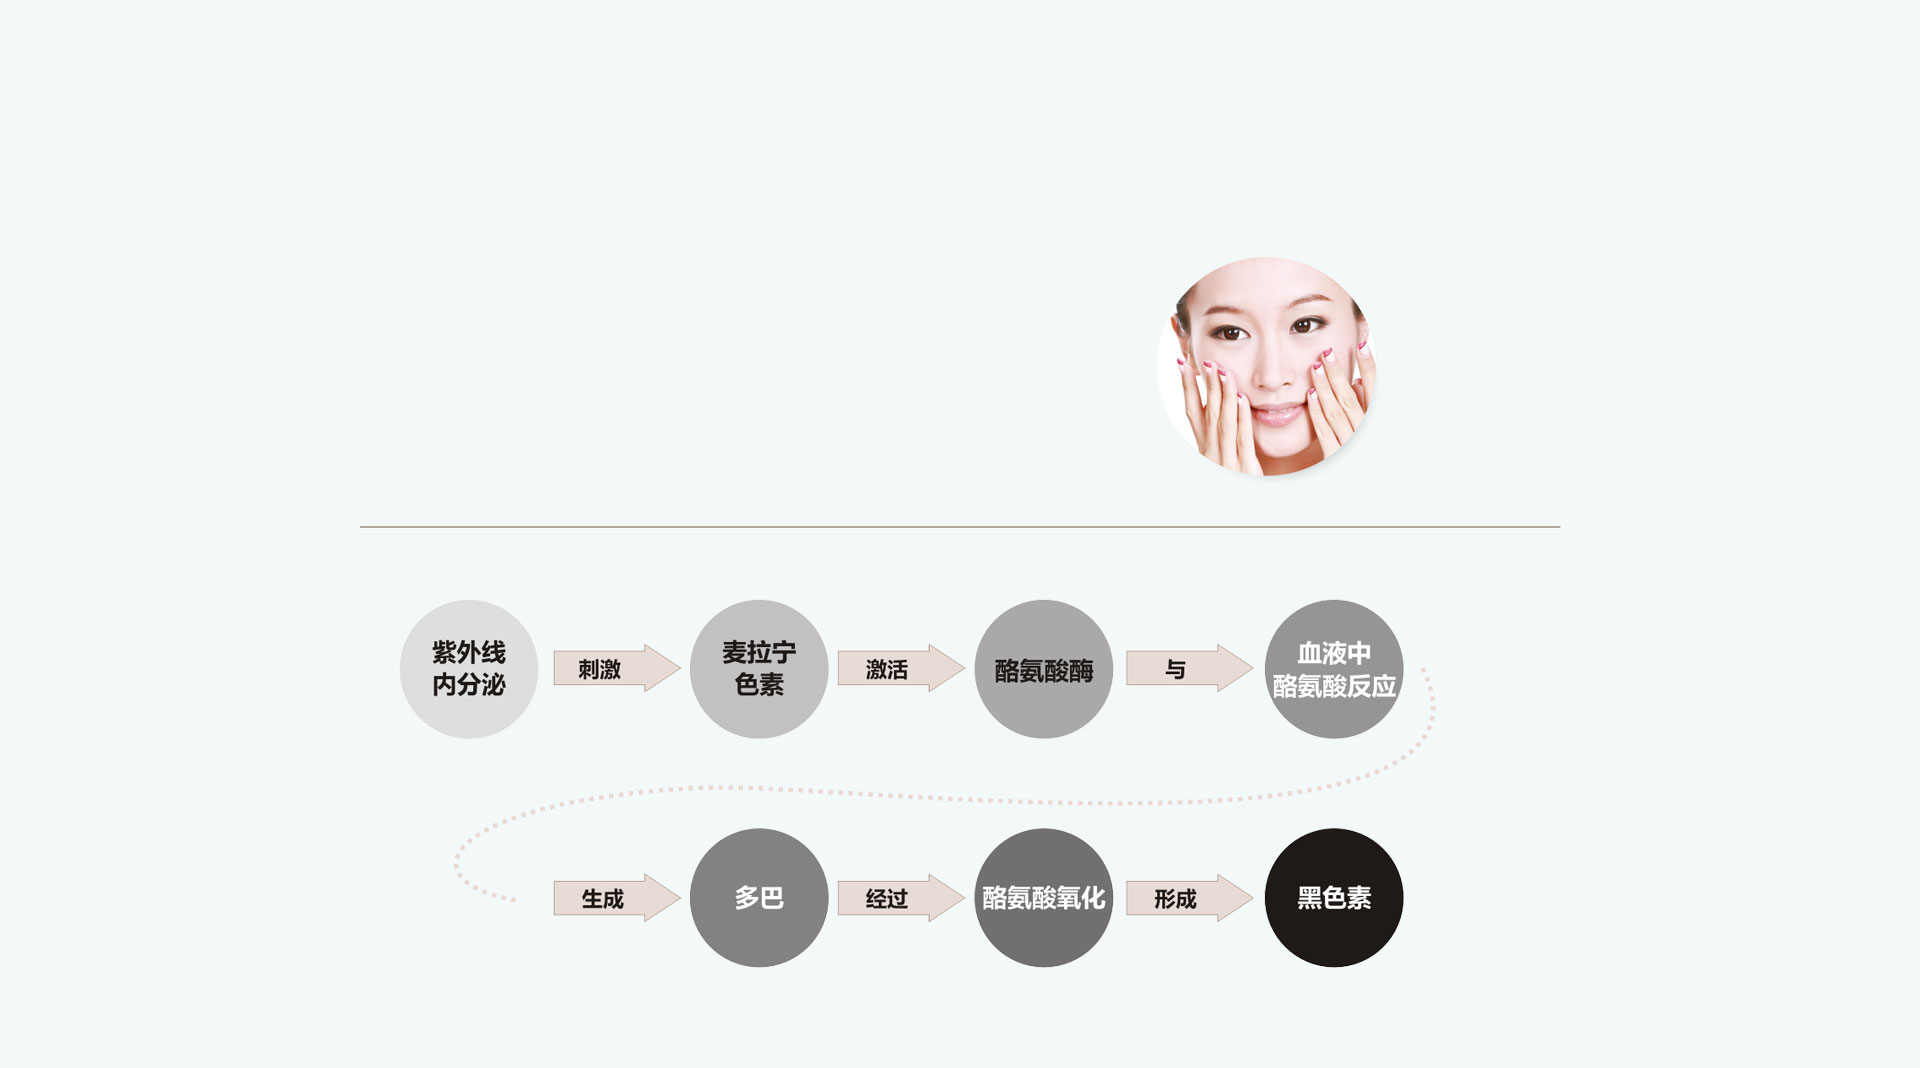 紫外线
内分泌
刺激
麦拉宁
色素
激活
酪氨酸酶
与
血液中
酪氨酸反应
生成
多巴
经过
酪氨酸氧化
形成
黑色素